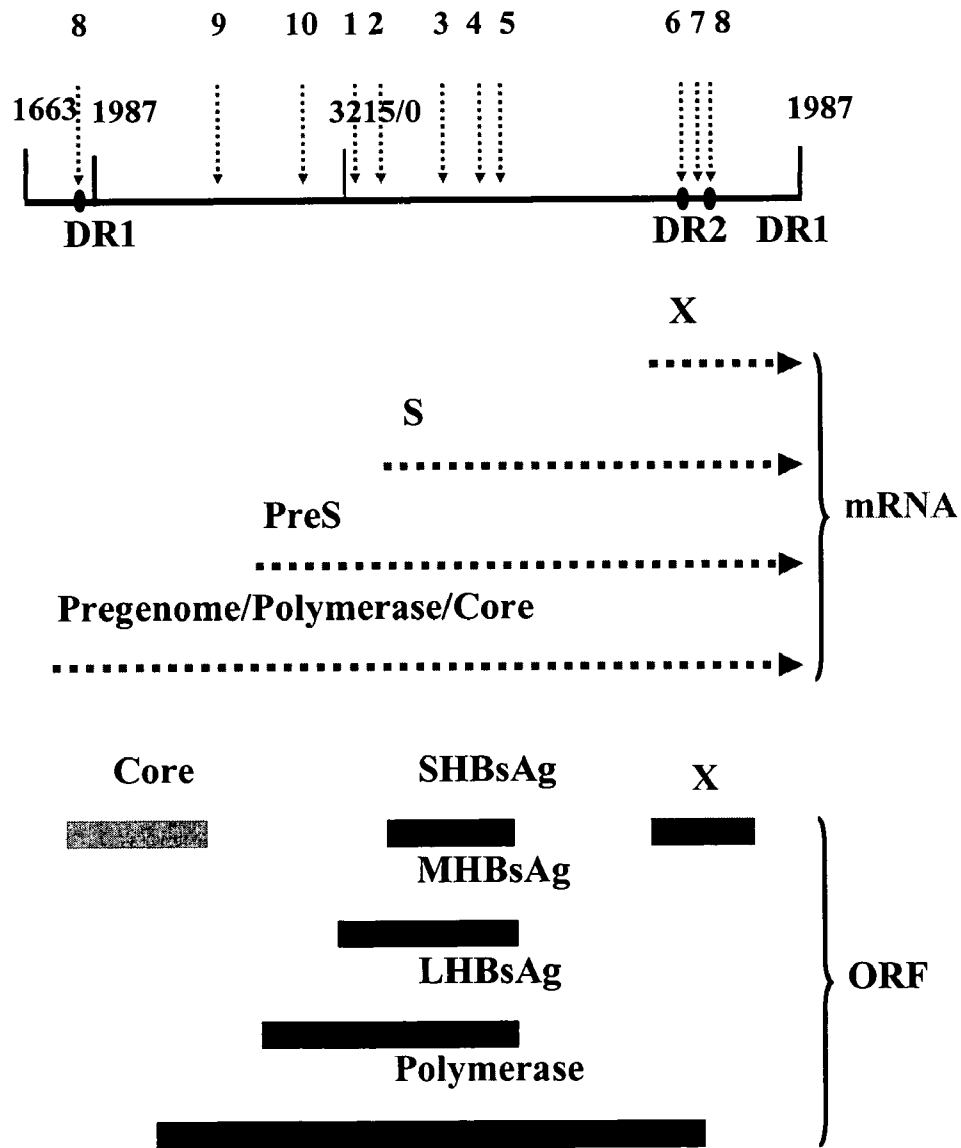 8 9 10 1 2 3 4 5 6 7 8
1663 1987 3215/0 1987
DR1 DR2 DR1
X
S
PreS
mRNA
Pregenome/Polymerase/Core
Core SHBsAg X
MHBsAg
LHBsAg
ORF
Polymerase